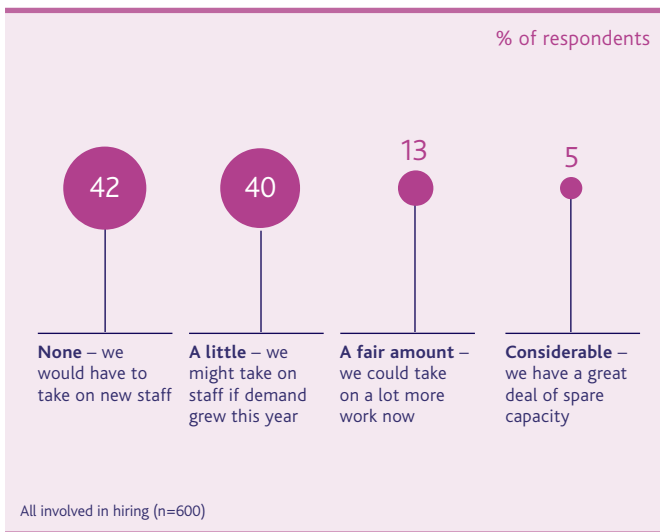 % of respondents
42
40
13
5
None – we
would have to
take on new staff
A little – we
might take on
staff if demand
grew this year
A fair amount –
we could take
on a lot more
work now
Considerable –
we have a great
deal of spare
capacity
All involved in hiring (n=600)